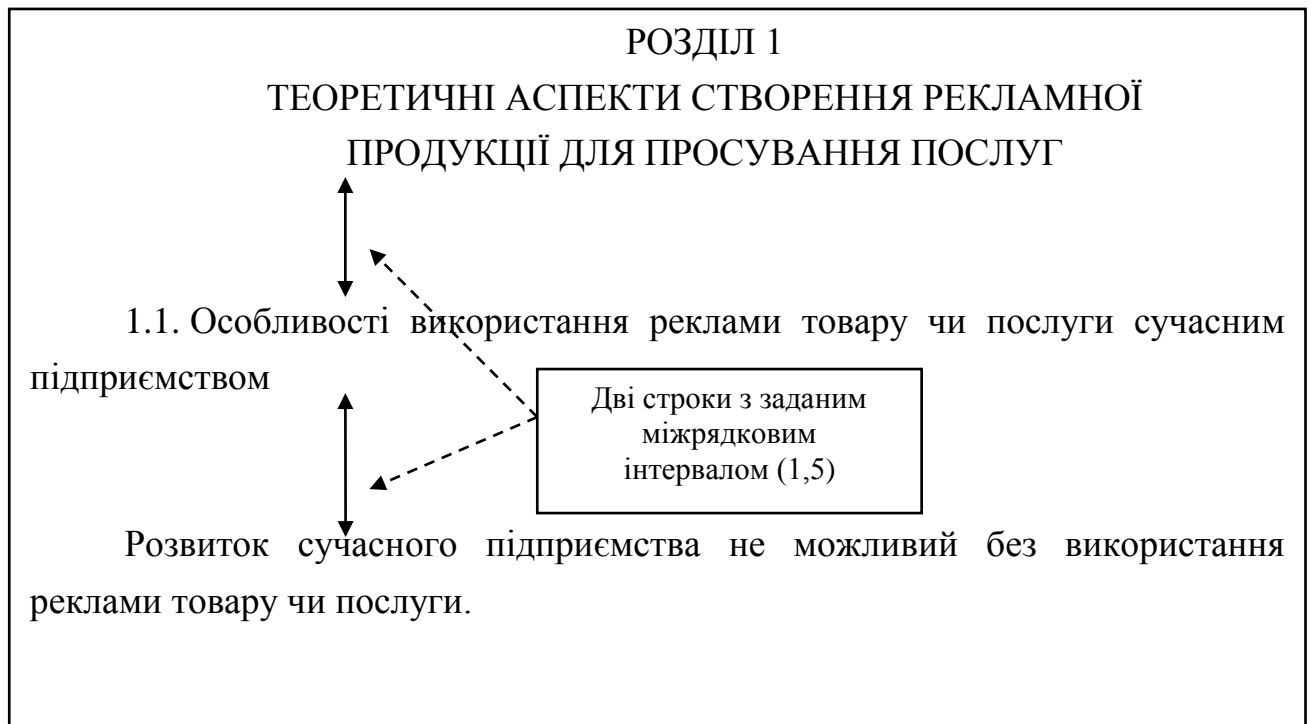 РОЗДІЛ 1
ТЕОРЕТИЧНІ АСПЕКТИ СТВОРЕННЯ РЕКЛАМНОЇ
ПРОДУКЦІЇ ДЛЯ ПРОСУВАННЯ ПОСЛУГ
1.1. Особливості використання реклами товару чи послуги сучасним
підприємством
Дві строки з заданим
міжрядковим
інтервалом (1,5)
Розвиток сучасного підприємства не можливий без використання
реклами товару чи послуги.